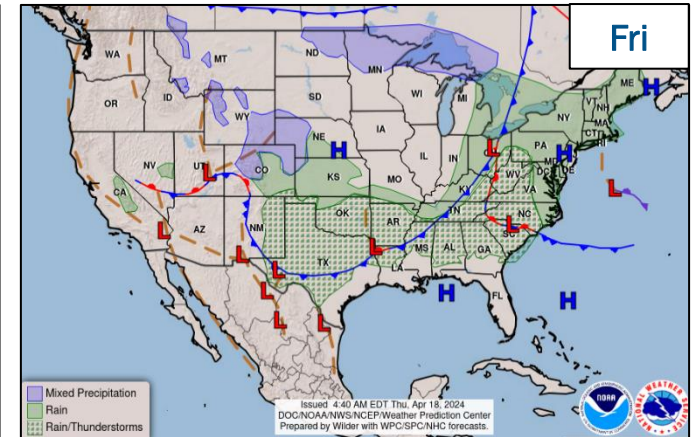 Fri
WA
MT
ND
MN
ME
H
OR
ID
SD
WI
MI
VT
NH
NY
MA
CT
RI
WY
NE
H
IA
L
PA
H
NV
UT
L
CO
IL
IN
MD
DE
DC
WV
VA
L
CA
KS
MO
KY
AZ
NM
OK
AR
TN
NC
L
SC
L
L
L
TX
L
LA
MS
AL
GA
L
L
L
FL
H
H
Mixed Precipitation
Rain
Rain/Thunderstorms
Issued 4:40 AM EDT Thu, Apr 18, 2024
DOC/NOAA/NWS/NCEP/Weather Prediction Center
Prepared by Wilder with WPC/SPC/NHC forecasts.
NOAA
NATIONAL WEATHER SERVICE